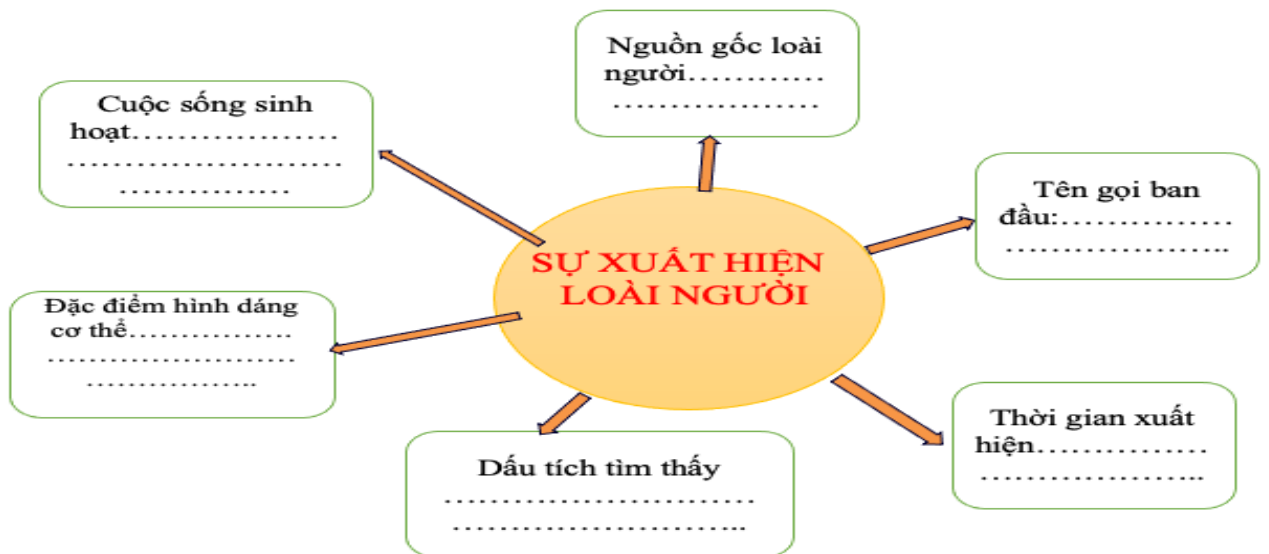 Nguồn gốc loài
người…………
………………
Cuộc sống sinh
hoạt………………
……………………
……………
Tên gọi ban
đầu:……………
………………..
SỰ XUẤT HIỆN
LOÀI NGƯỜI
Đặc điểm hình dáng
cơ thể……………
……………………
……………..
Thời gian xuất
hiện……………
………………..
Dấu tích tìm thấy
………………………
……………………..